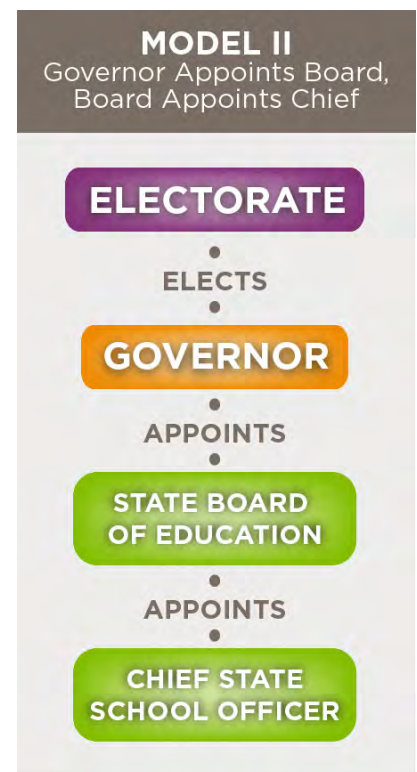 MODEL II
Governor Appoints Board,
Board Appoints Chief
ELECTORATE
ELECTS
GOVERNOR
APPOINTS
STATE BOARD
OF EDUCATION
APPOINTS
CHIEF STATE
SCHOOL OFFICER